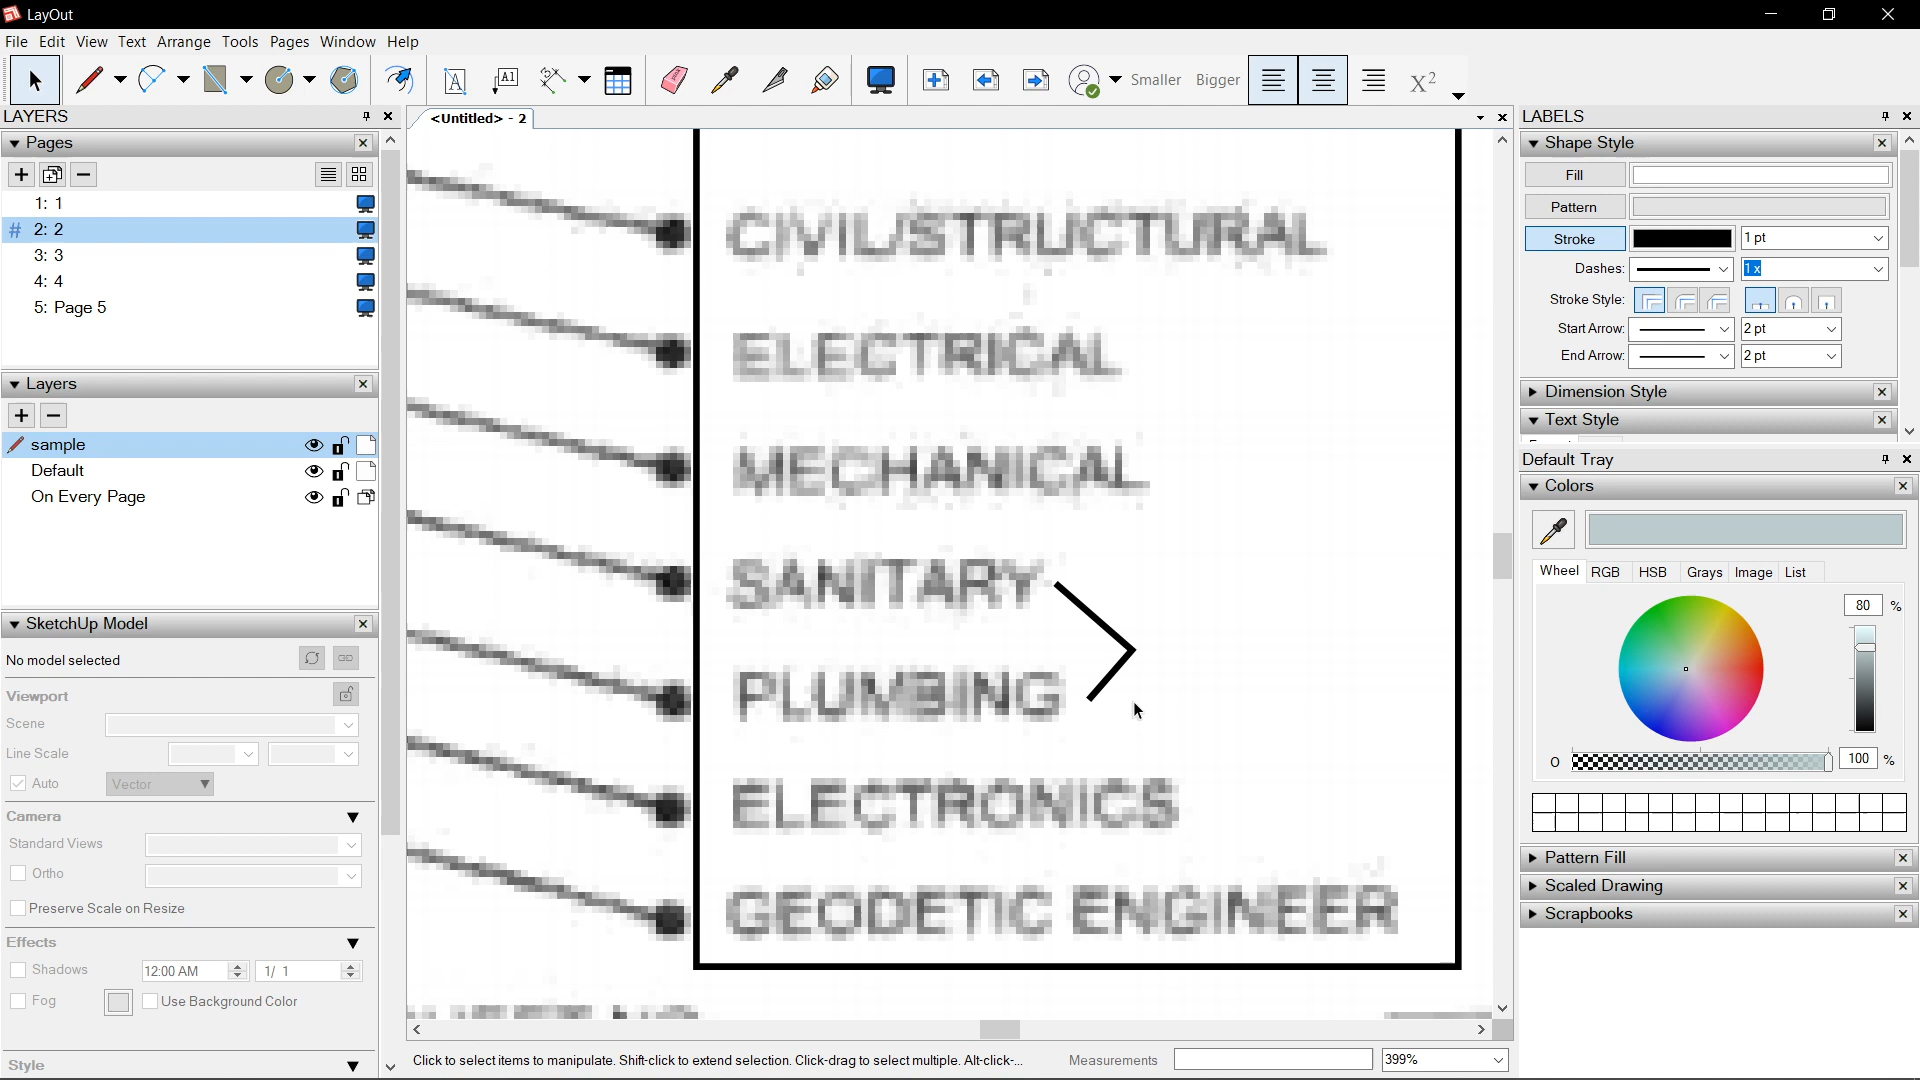 LayOut
File Edit View Text Arrange Tools Pages Window Help
A A1 Smaller Bigger X²
LAYERS
Pages
1: 1
# 2: 2
3: 3
4: 4
5: Page 5
Layers
sample
Default
On Every Page
SketchUp Model
No model selected
Viewport
Scene
Line Scale
Auto Vector
Camera
Standard Views
Ortho
Preserve Scale on Resize
Effects
Shadows 12:00 AM 1/ 1
Fog Use Background Color
Style
<Untitled> - 2
CIVIL/STRUCTURAL
ELECTRICAL
MECHANICAL
SANITARY
PLUMBING
ELECTRONICS
GEODETIC ENGINEER
Click to select items to manipulate. Shift-click to extend selection. Click-drag to select multiple. Alt-click-...
Measurements 399%
LABELS
Shape Style
Fill
Pattern
Stroke 1 pt
Dashes: 1 x
Stroke Style:
Start Arrow: 2 pt
End Arrow: 2 pt
Dimension Style
Text Style
Default Tray
Colors
Wheel RGB HSB Grays Image List
80 %
O 100 %
Pattern Fill
Scaled Drawing
Scrapbooks